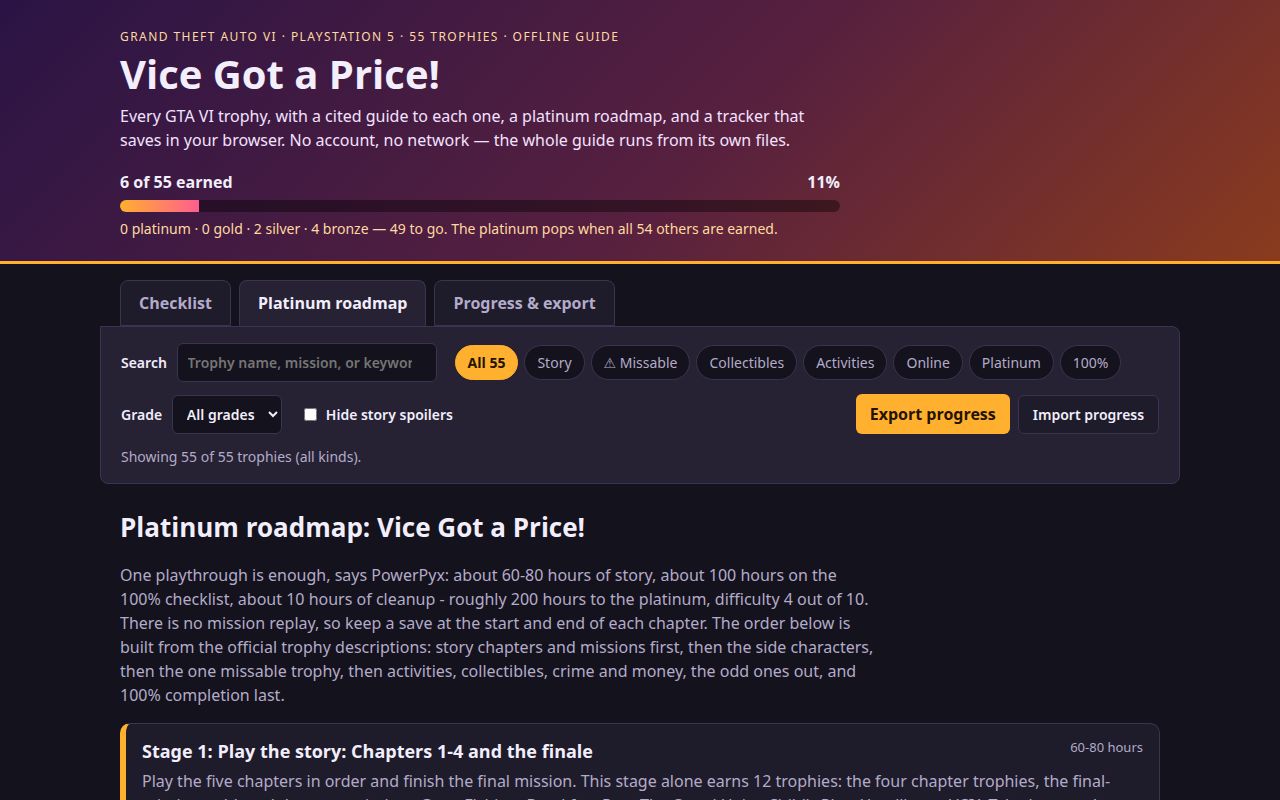 GRAND THEFT AUTO VI · PLAYSTATION 5 · 55 TROPHIES · OFFLINE GUIDE
Vice Got a Price!
Every GTA VI trophy, with a cited guide to each one, a platinum roadmap, and a tracker that
saves in your browser. No account, no network — the whole guide runs from its own files.
6 of 55 earned 11%
0 platinum · 0 gold · 2 silver · 4 bronze — 49 to go. The platinum pops when all 54 others are earned.
Checklist Platinum roadmap Progress & export
Search Trophy name, mission, or keywor All 55 Story ⚠ Missable Collectibles Activities Online Platinum 100%
Grade All grades Hide story spoilers Export progress Import progress
Showing 55 of 55 trophies (all kinds).
Platinum roadmap: Vice Got a Price!
One playthrough is enough, says PowerPyx: about 60-80 hours of story, about 100 hours on the
100% checklist, about 10 hours of cleanup - roughly 200 hours to the platinum, difficulty 4 out of 10.
There is no mission replay, so keep a save at the start and end of each chapter. The order below is
built from the official trophy descriptions: story chapters and missions first, then the side characters,
then the one missable trophy, then activities, collectibles, crime and money, the odd ones out, and
100% completion last.
Stage 1: Play the story: Chapters 1-4 and the finale 60-80 hours
Play the five chapters in order and finish the final mission. This stage alone earns 12 trophies: the four chapter trophies, the final-